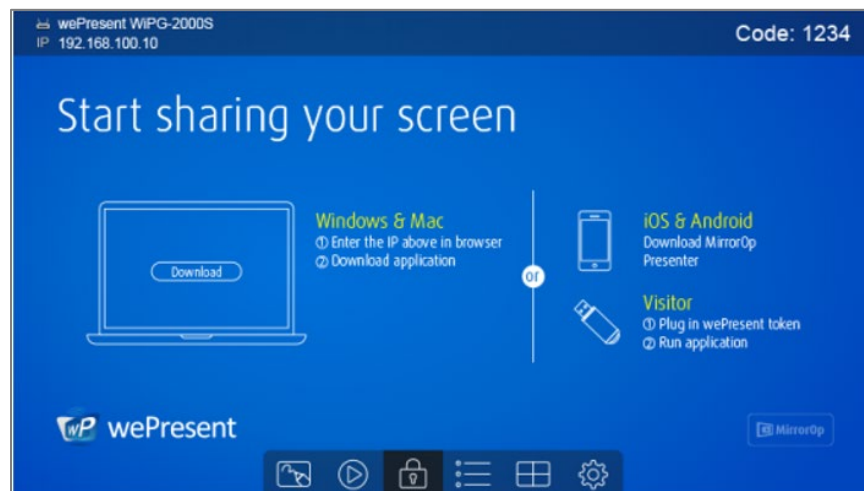 wePresent WiPG-2000S
IP 192.168.100.10
Code: 1234
Start sharing your screen
Download
Windows & Mac
① Enter the IP above in browser
② Download application
or
iOS & Android
Download MirrorOp
Presenter
Visitor
① Plug in wePresent token
② Run application
wP wePresent
MirrorOp